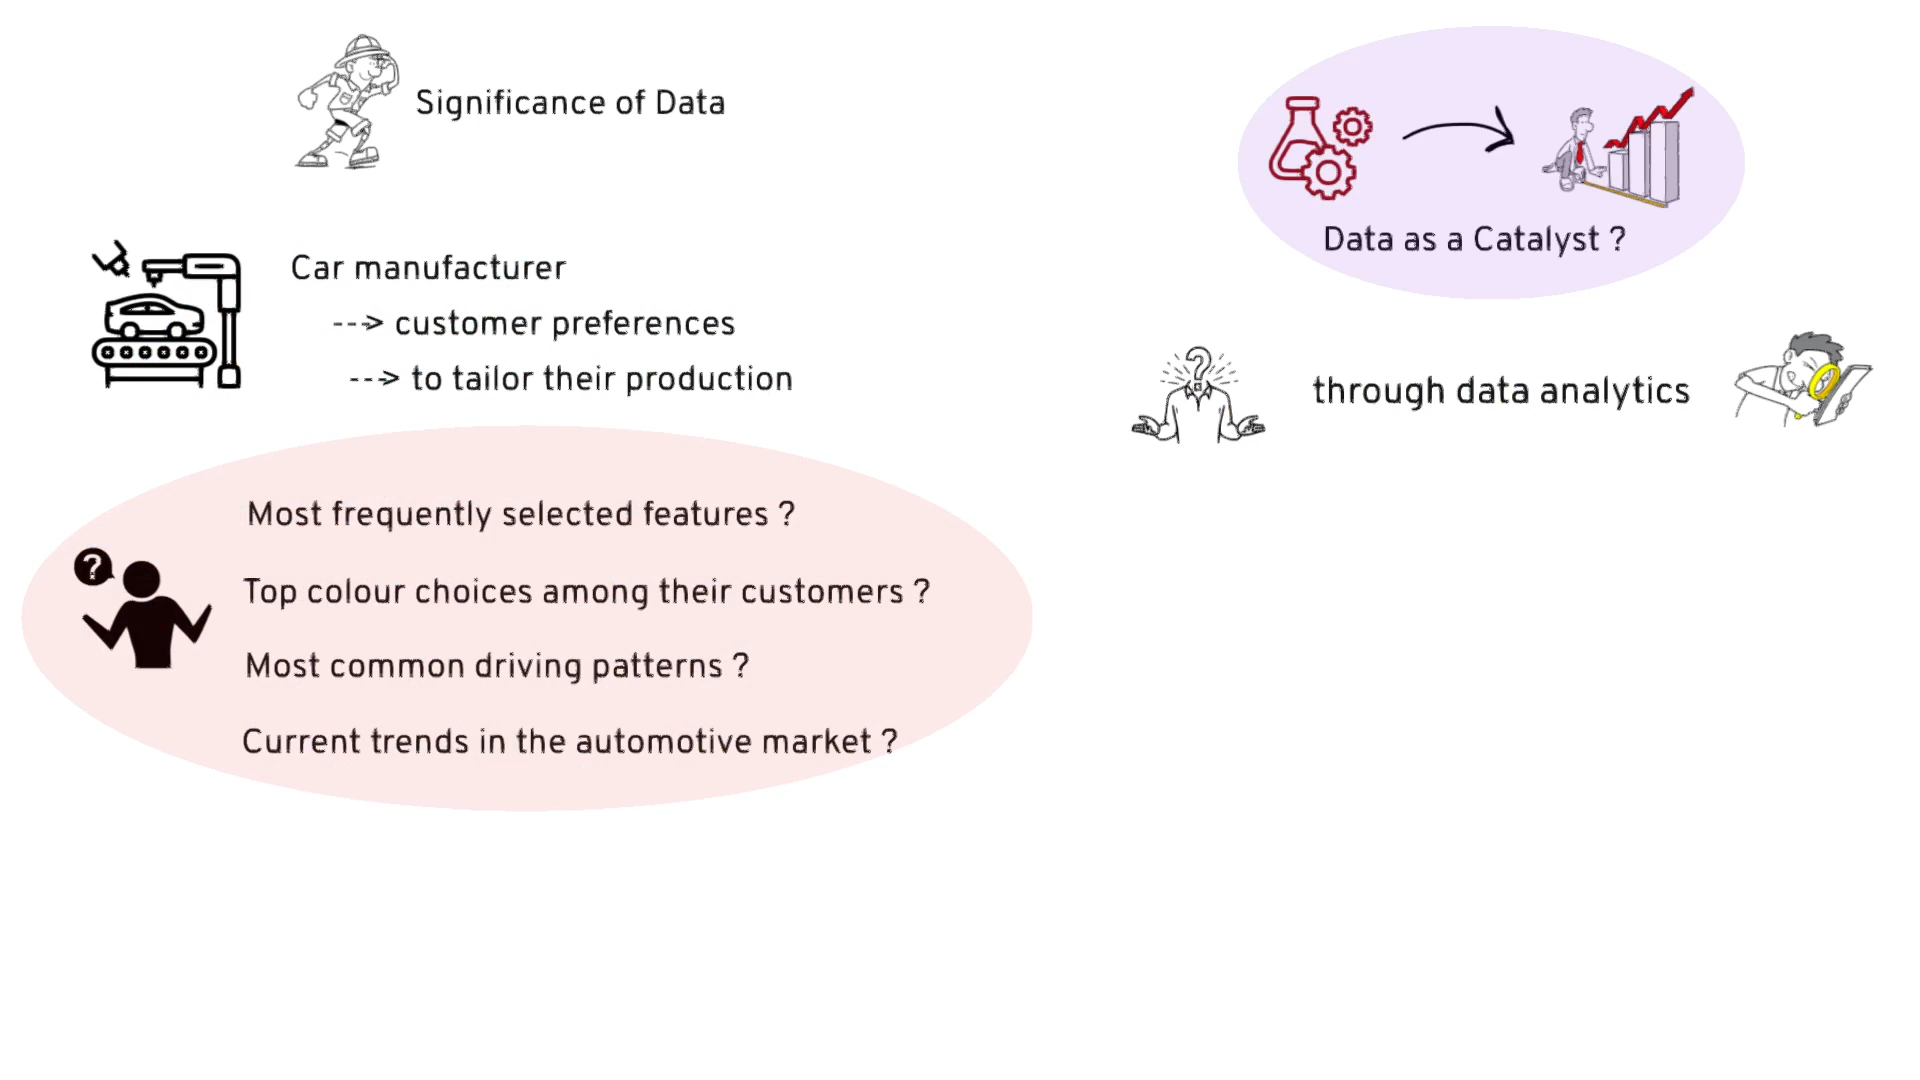 Significance of Data
Car manufacturer
---> customer preferences
---> to tailor their production
Most frequently selected features ?
Top colour choices among their customers ?
Most common driving patterns ?
Current trends in the automotive market ?
Data as a Catalyst ?
through data analytics